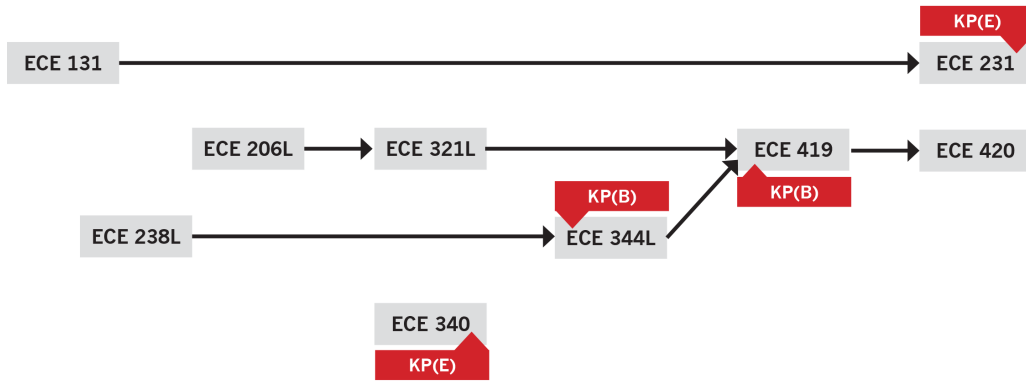 KP(E)
ECE 131
ECE 231
ECE 206L
ECE 321L
ECE 419
ECE 420
KP(B)
KP(B)
ECE 238L
ECE 344L
ECE 340
KP(E)